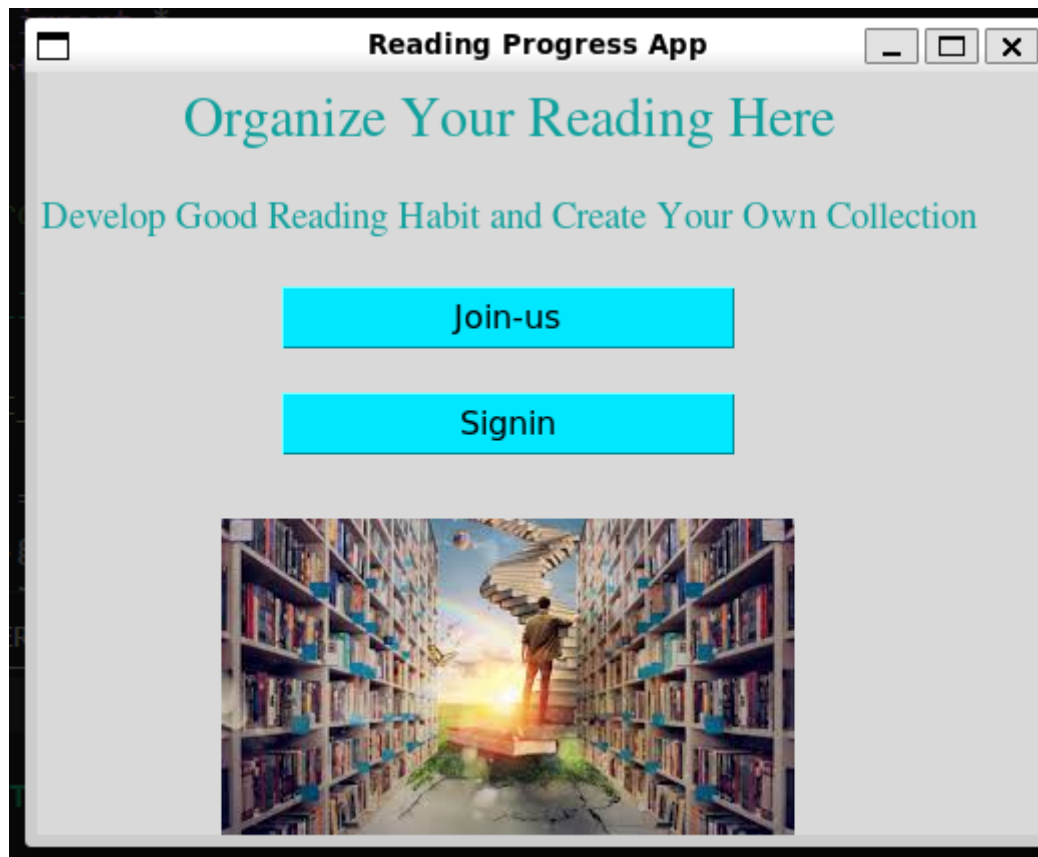 Reading Progress App
Organize Your Reading Here
Develop Good Reading Habit and Create Your Own Collection
Join-us
Signin